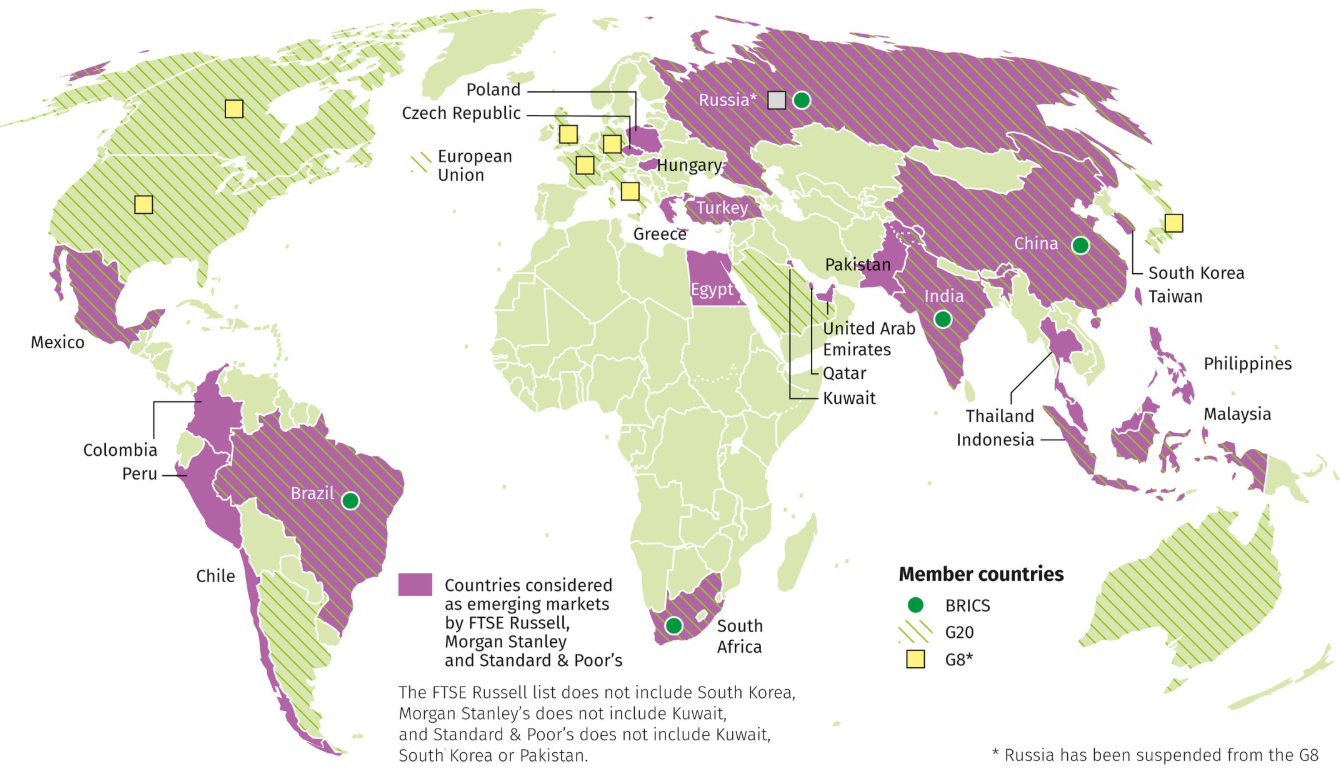 Poland
Czech Republic
Russia*
European
Union
Hungary
Turkey
Greece
China
Pakistan
Egypt
South Korea
Taiwan
India
United Arab
Emirates
Mexico
Philippines
Qatar
Kuwait
Thailand
Malaysia
Indonesia
Colombia
Peru
Brazil
Chile
Countries considered
as emerging markets
by FTSE Russell,
Morgan Stanley
and Standard & Poor’s
South
Africa
Member countries
BRICS
G20
G8*
The FTSE Russell list does not include South Korea,
Morgan Stanley’s does not include Kuwait,
and Standard & Poor’s does not include Kuwait,
South Korea or Pakistan.
* Russia has been suspended from the G8